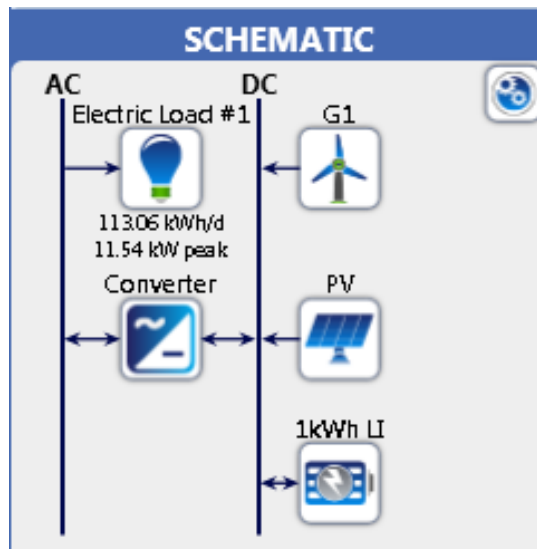 SCHEMATIC
AC
DC
Electric Load #1
G1
113.06 kWh/d
11.54 kW peak
Converter
PV
1kWh LI